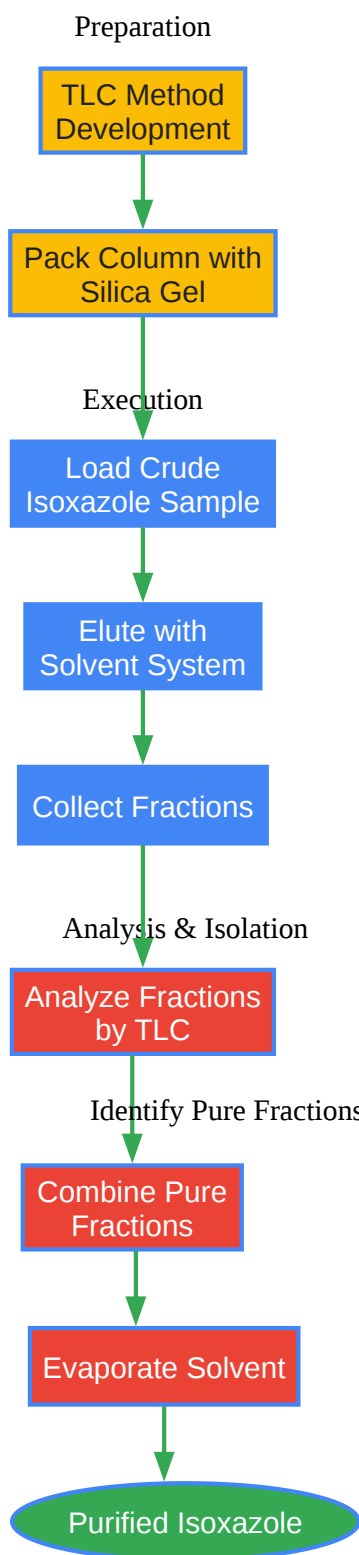 Preparation
TLC Method
Development
Pack Column with
Silica Gel
Execution
Load Crude
Isoxazole Sample
Elute with
Solvent System
Collect Fractions
Analysis & Isolation
Analyze Fractions
by TLC
Identify Pure Fractions
Combine Pure
Fractions
Evaporate Solvent
Purified Isoxazole